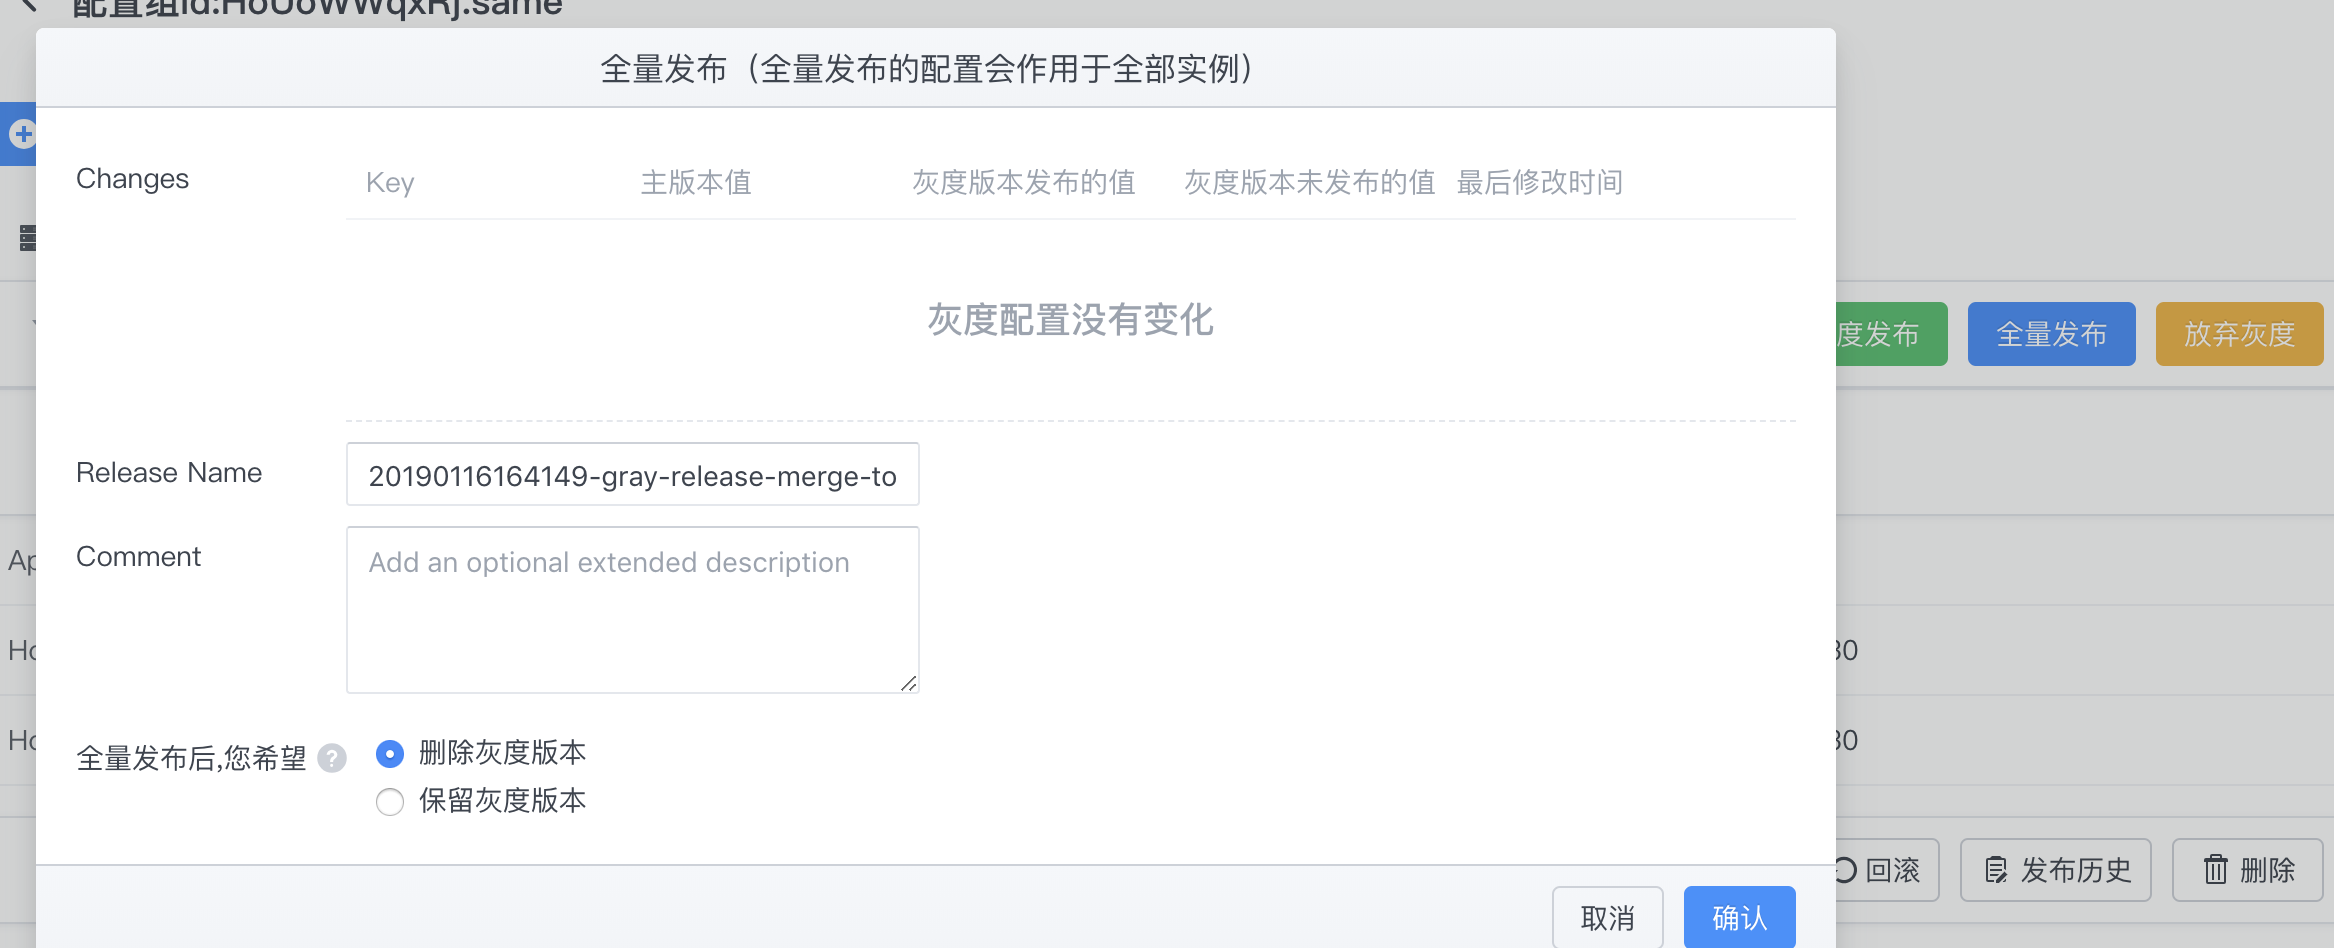 配置组id:HoUoWWqxRj.same
全量发布（全量发布的配置会作用于全部实例）
Changes
Key 主版本值 灰度版本发布的值 灰度版本未发布的值 最后修改时间
灰度配置没有变化
度发布 全量发布 放弃灰度
Release Name
20190116164149-gray-release-merge-to
Comment
Add an optional extended description
全量发布后,您希望 ?
删除灰度版本
保留灰度版本
Ap
Ho
30
Ho
30
回滚 发布历史 删除
取消 确认